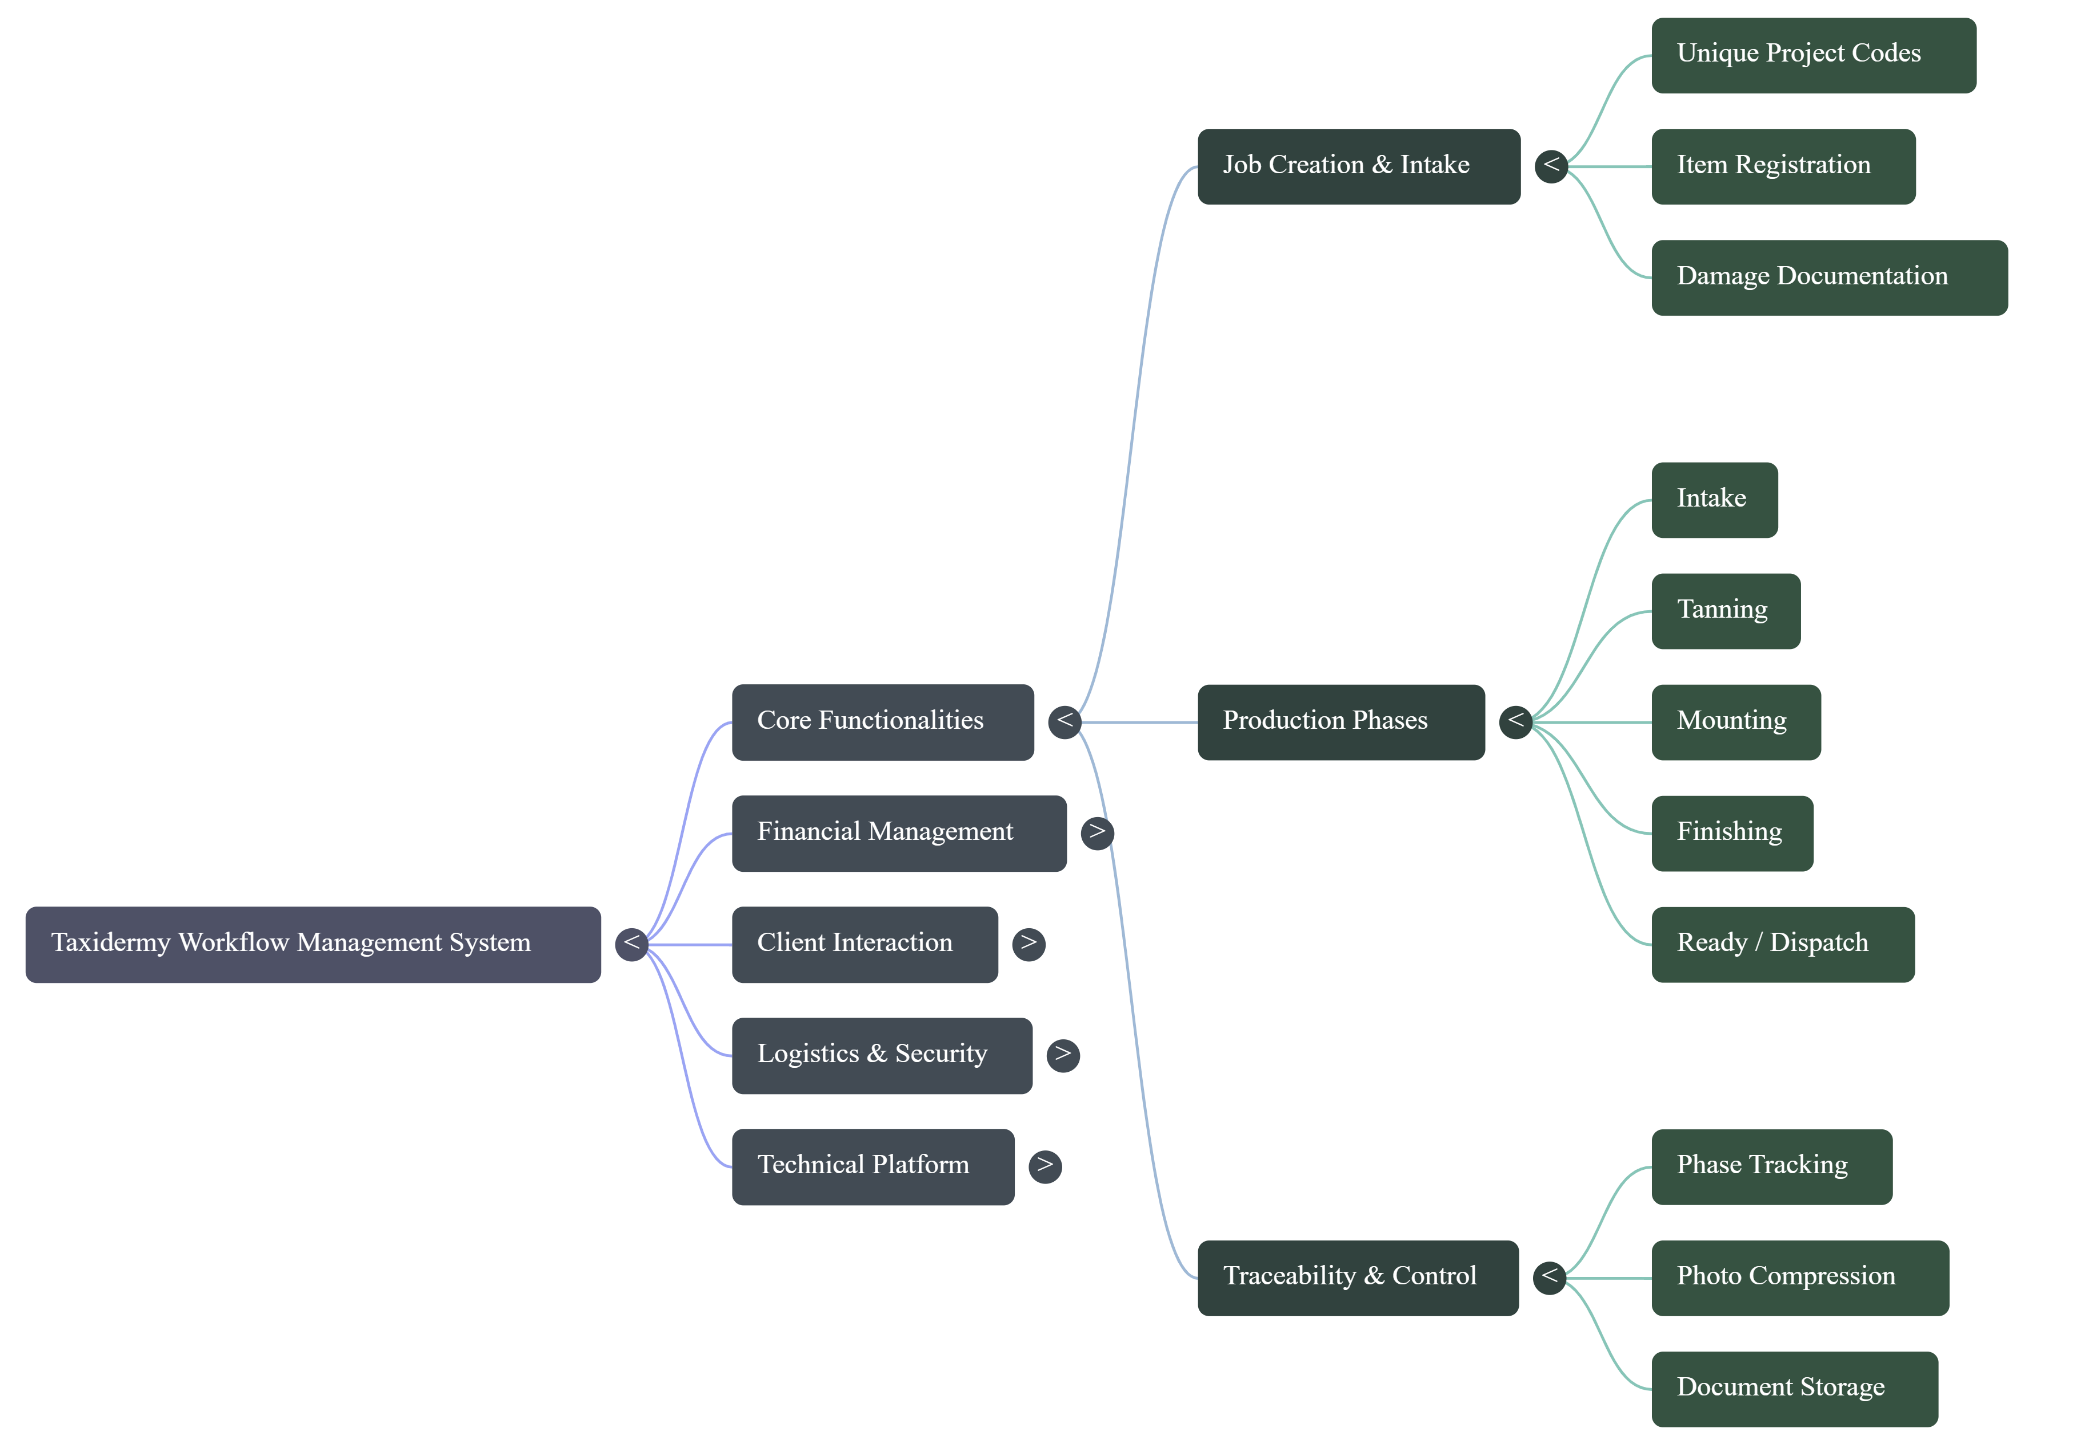 Taxidermy Workflow Management System
<
Core Functionalities
<
Financial Management
>
Client Interaction
>
Logistics & Security
>
Technical Platform
>
Job Creation & Intake
<
Unique Project Codes
Item Registration
Damage Documentation
Production Phases
<
Intake
Tanning
Mounting
Finishing
Ready / Dispatch
Traceability & Control
<
Phase Tracking
Photo Compression
Document Storage